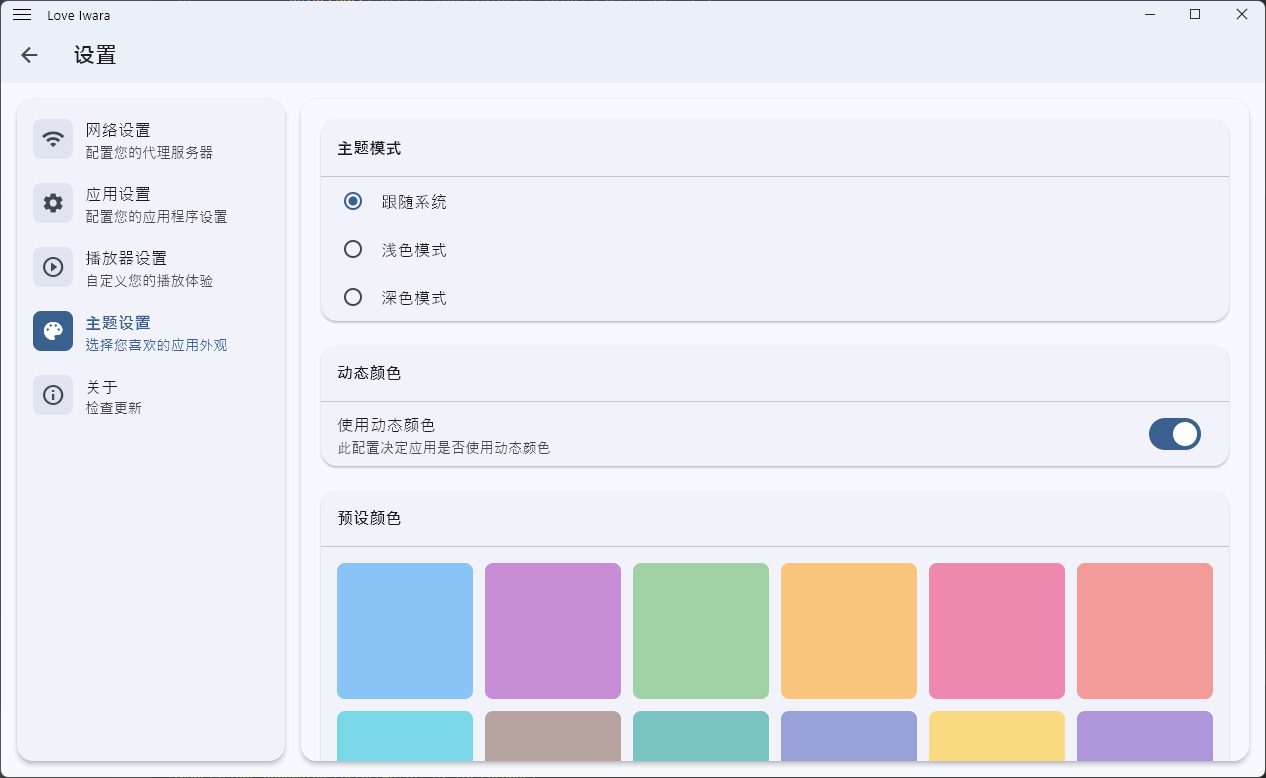 Love Iwara
设置
网络设置
配置您的代理服务器
应用设置
配置您的应用程序设置
播放器设置
自定义您的播放体验
主题设置
选择您喜欢的应用外观
关于
检查更新
主题模式
跟随系统
浅色模式
深色模式
动态颜色
使用动态颜色
此配置决定应用是否使用动态颜色
预设颜色